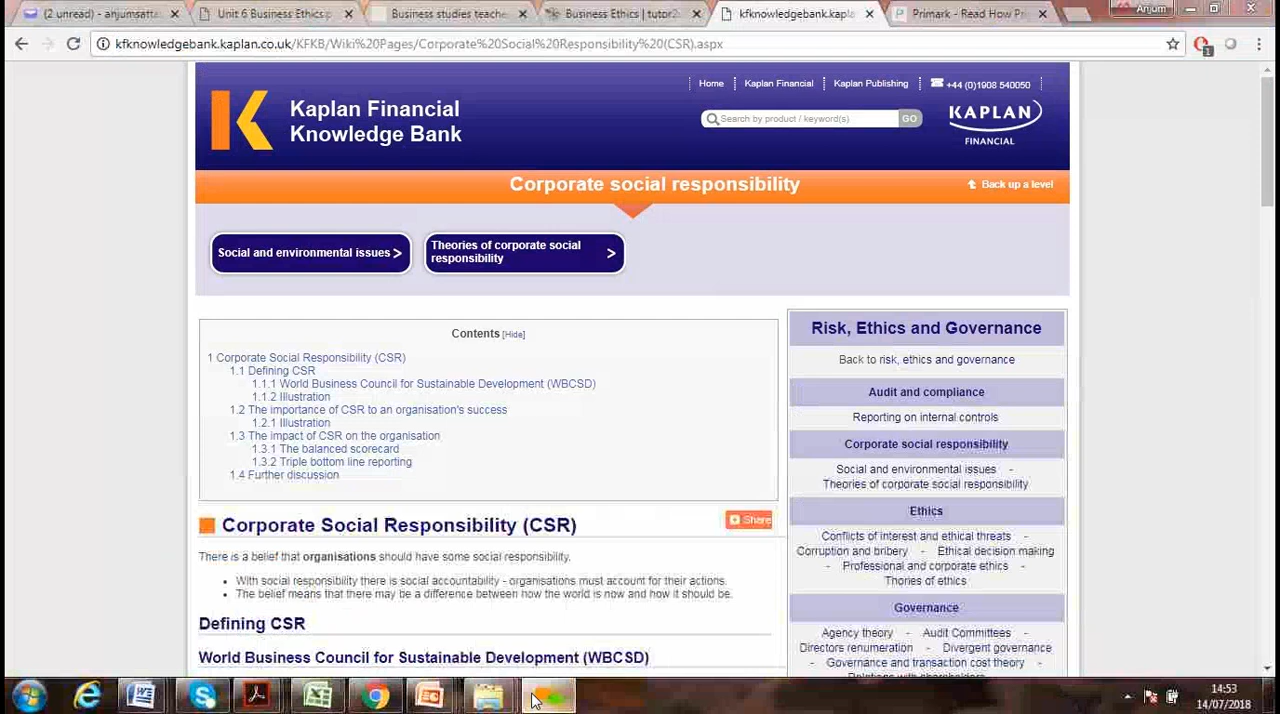 (2 unread) - anjumsatta
Unit 6 Business Ethics p
Business studies teache
Business Ethics | tutor2
kfknowledgebank.kapla
Primark - Read How Pr
Anjum
kfknowledgebank.kaplan.co.uk/KFKB/Wiki%20Pages/Corporate%20Social%20Responsibility%20(CSR).aspx
1
Home
Kaplan Financial
Kaplan Publishing
+44 (0)1908 540050
K
Kaplan Financial
Knowledge Bank
Search by product / keyword(s)
GO
KAPLAN
FINANCIAL
Corporate social responsibility
Back up a level
Social and environmental issues >
Theories of corporate social
responsibility >
Contents [Hide]
1 Corporate Social Responsibility (CSR)
1.1 Defining CSR
1.1.1 World Business Council for Sustainable Development (WBCSD)
1.1.2 Illustration
1.2 The importance of CSR to an organisation's success
1.2.1 Illustration
1.3 The impact of CSR on the organisation
1.3.1 The balanced scorecard
1.3.2 Triple bottom line reporting
1.4 Further discussion
Corporate Social Responsibility (CSR)
Share
There is a belief that organisations should have some social responsibility.
• With social responsibility there is social accountability - organisations must account for their actions.
• The belief means that there may be a difference between how the world is now and how it should be.
Defining CSR
World Business Council for Sustainable Development (WBCSD)
Risk, Ethics and Governance
Back to risk, ethics and governance
Audit and compliance
Reporting on internal controls
Corporate social responsibility
Social and environmental issues -
Theories of corporate social responsibility
Ethics
Conflicts of interest and ethical threats -
Corruption and bribery - Ethical decision making
- Professional and corporate ethics -
Thories of ethics
Governance
Agency theory - Audit Committees -
Directors renumeration - Divergent governance
- Governance and transaction cost theory -
Relations with shareholders
14:53
14/07/2018